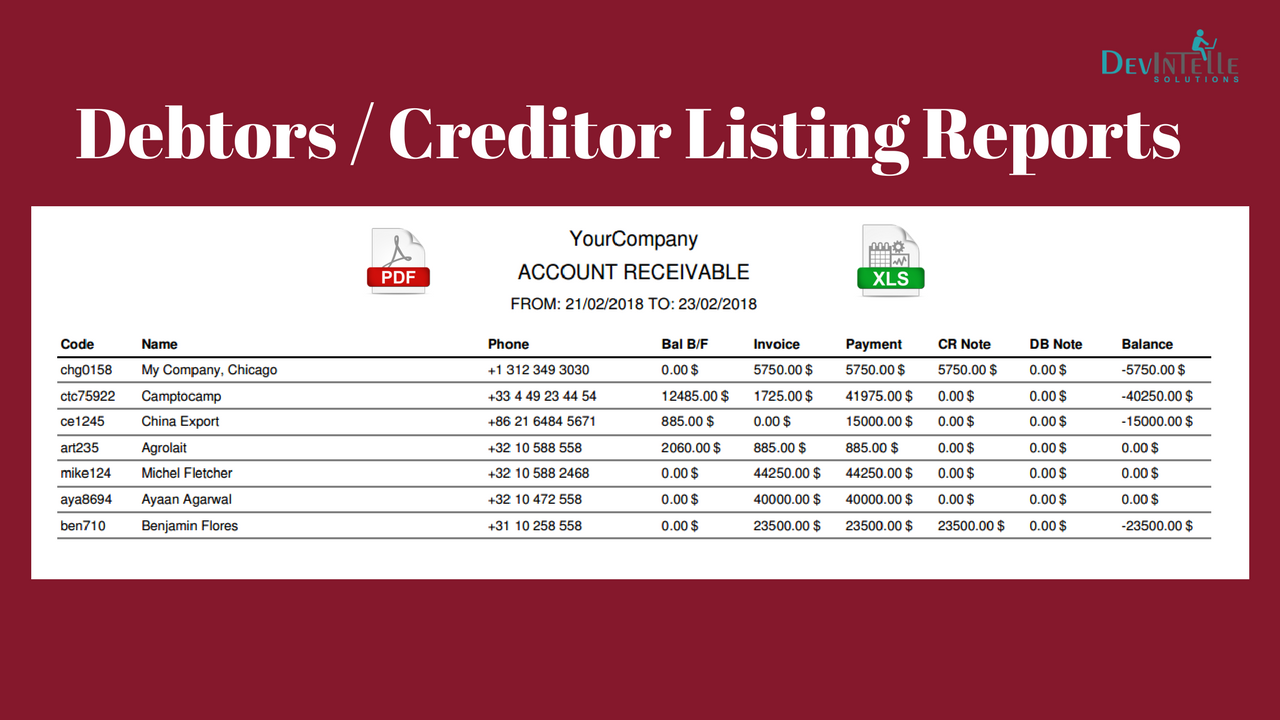 DEVINTELLE
SOLUTIONS
Debtors / Creditor Listing Reports
PDF
YourCompany
XLS
ACCOUNT RECEIVABLE
FROM: 21/02/2018 TO: 23/02/2018
Code Name Phone Bal B/F Invoice Payment CR Note DB Note Balance
chg0158 My Company, Chicago +1 312 349 3030 0.00 $ 5750.00 $ 5750.00 $ 5750.00 $ 0.00 $ -5750.00 $
ctc75922 Camptocamp +33 4 49 23 44 54 12485.00 $ 1725.00 $ 41975.00 $ 0.00 $ 0.00 $ -40250.00 $
ce1245 China Export +86 21 6484 5671 885.00 $ 0.00 $ 15000.00 $ 0.00 $ 0.00 $ -15000.00 $
art235 Agrolait +32 10 588 558 2060.00 $ 885.00 $ 885.00 $ 0.00 $ 0.00 $ 0.00 $
mike124 Michel Fletcher +32 10 588 2468 0.00 $ 44250.00 $ 44250.00 $ 0.00 $ 0.00 $ 0.00 $
aya8694 Ayaan Agarwal +32 10 472 558 0.00 $ 40000.00 $ 40000.00 $ 0.00 $ 0.00 $ 0.00 $
ben710 Benjamin Flores +31 10 258 558 0.00 $ 23500.00 $ 23500.00 $ 23500.00 $ 0.00 $ -23500.00 $